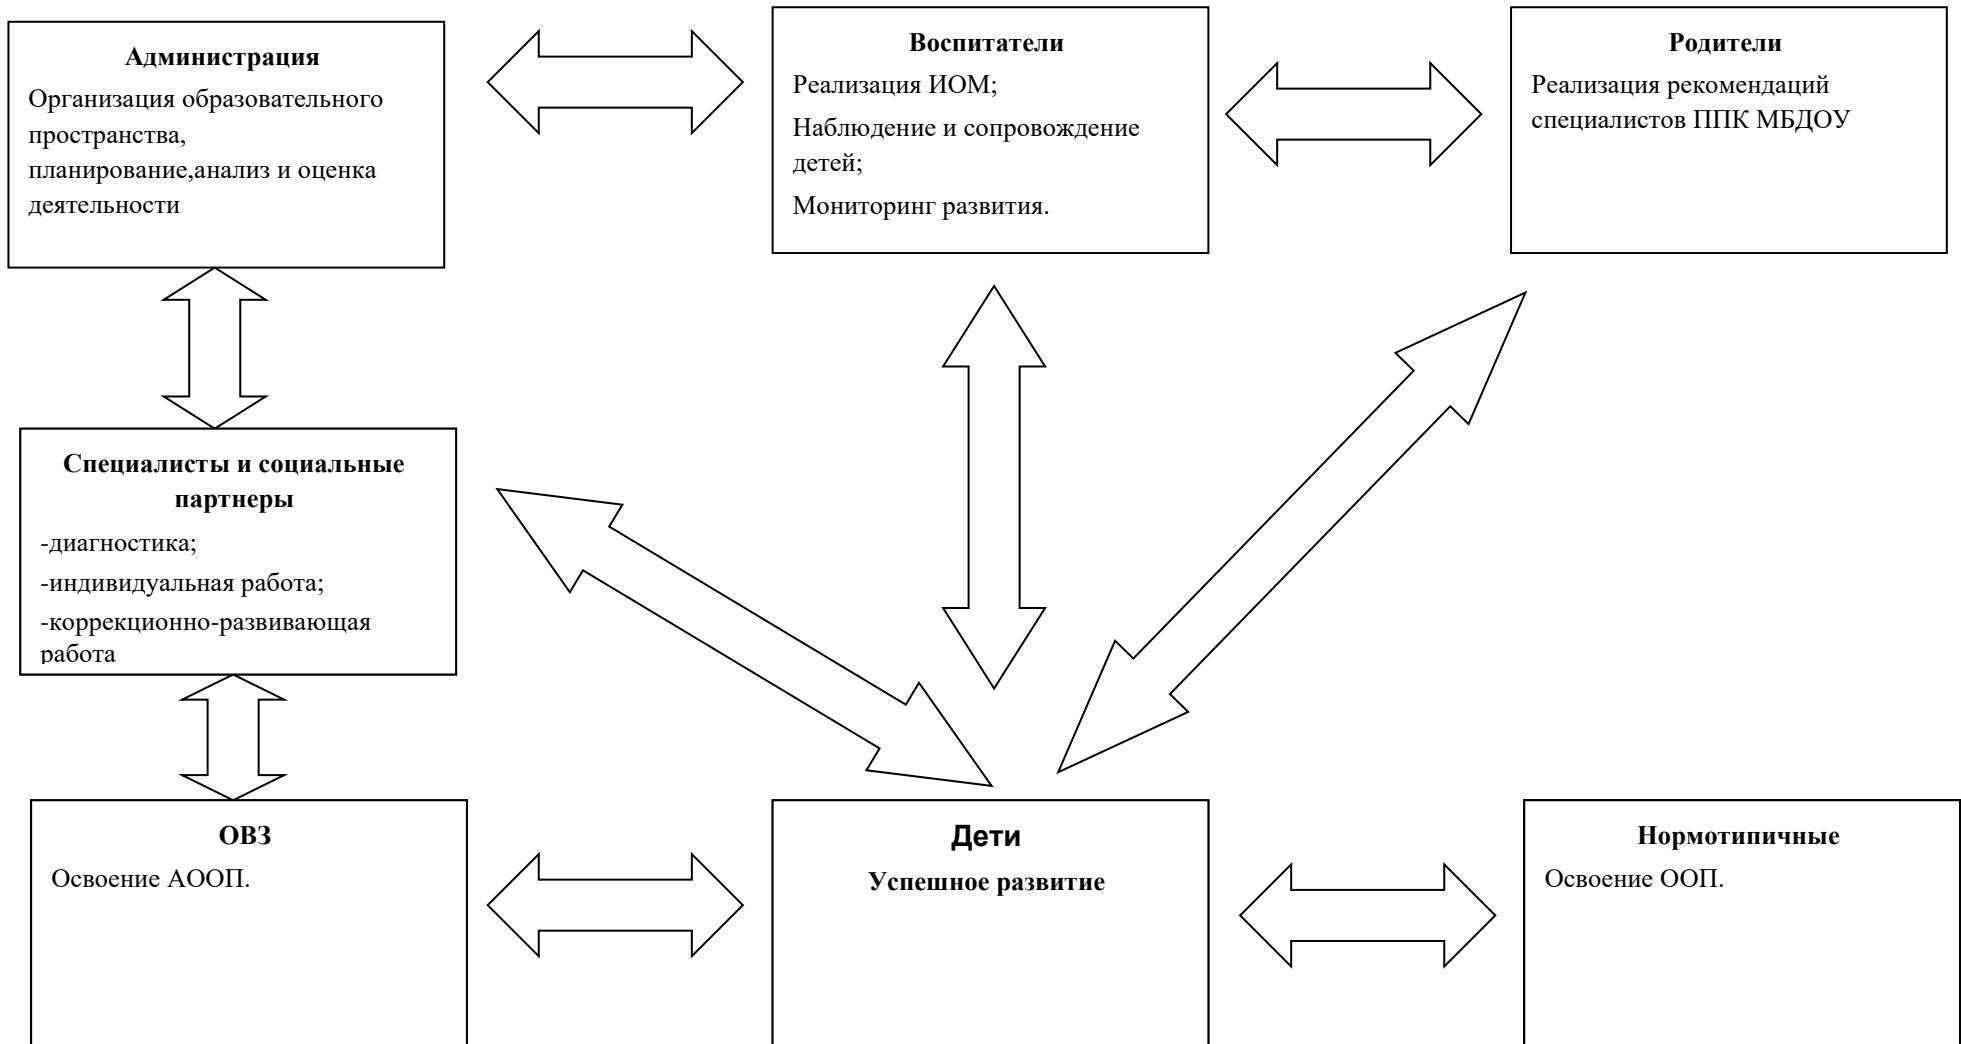 Администрация
Организация образовательного
пространства,
планирование,анализ и оценка
деятельности
Воспитатели
Реализация ИОМ;
Наблюдение и сопровождение
детей;
Мониторинг развития.
Родители
Реализация рекомендаций
специалистов ППК МБДОУ
Специалисты и социальные
партнеры
-диагностика;
-индивидуальная работа;
-коррекционно-развивающая
работа
ОВЗ
Освоение АООП.
Дети
Успешное развитие
Нормотипичные
Освоение ООП.